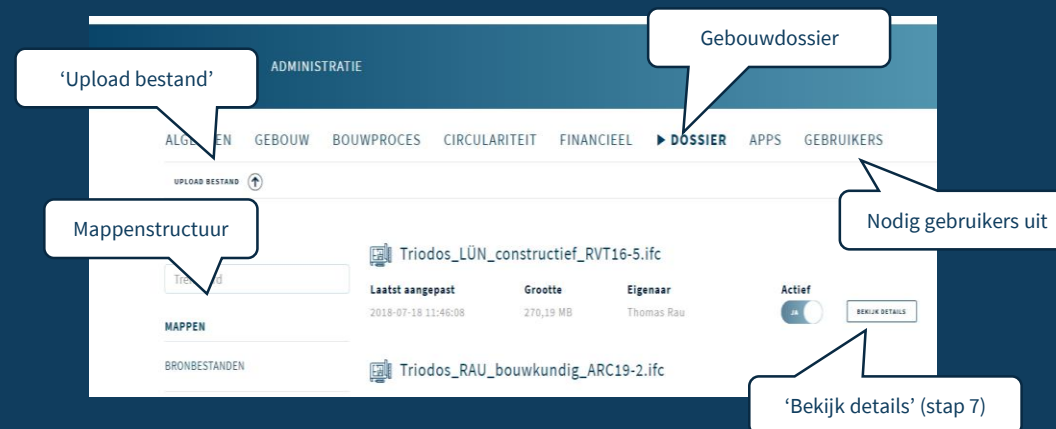 Gebouwdossier
'Upload bestand'
ADMINISTRATIE
GEBOUW BOUWPROCES CIRCULARITEIT FINANCIEEL ▶ DOSSIER APPS GEBRUIKERS
UPLOAD BESTAND
Nodig gebruikers uit
Mappenstructuur
Triodos_LÜN_constructief_RVT16-5.ifc
Laatst aangepast Grootte Eigenaar Actief
2018-07-18 11:46:08 270,19 MB Thomas Rau JA BEKIJK DETAILS
MAPPEN
BRONBESTANDEN
Triodos_RAU_bouwkundig_ARC19-2.ifc
'Bekijk details' (stap 7)